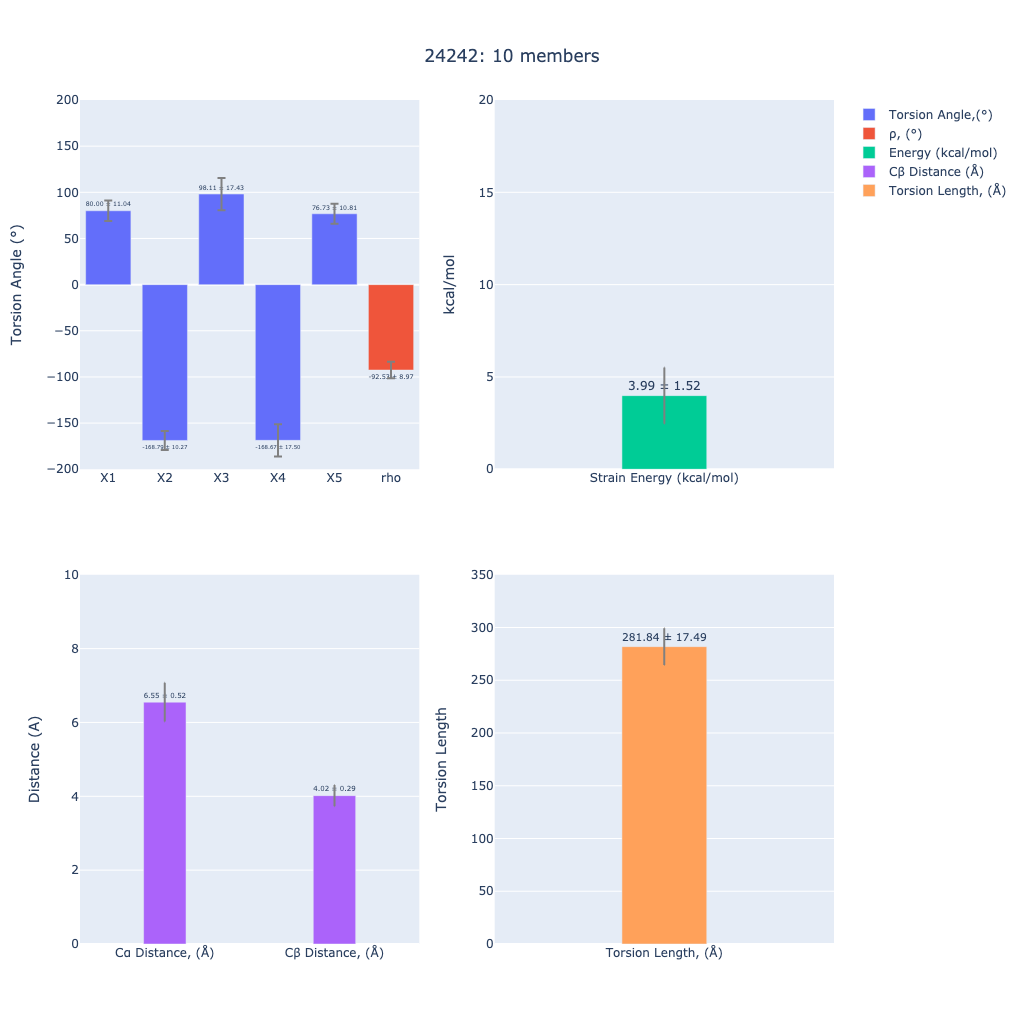 24242: 10 members
Torsion Angle (°)
200
150
100
50
0
−50
−100
−150
−200
80.00 ± 11.04
-168.79 ± 10.27
98.11 ± 17.43
-168.67 ± 17.50
76.73 ± 10.81
-92.53 ± 8.97
X1 X2 X3 X4 X5 rho
kcal/mol
20
15
10
5
0
3.99 ± 1.52
Strain Energy (kcal/mol)
Torsion Angle,(°)
ρ, (°)
Energy (kcal/mol)
Cβ Distance (Å)
Torsion Length, (Å)
Distance (A)
10
8
6
4
2
0
6.55 ± 0.52
4.02 ± 0.29
Cα Distance, (Å) Cβ Distance, (Å)
Torsion Length
350
300
250
200
150
100
50
0
281.84 ± 17.49
Torsion Length, (Å)